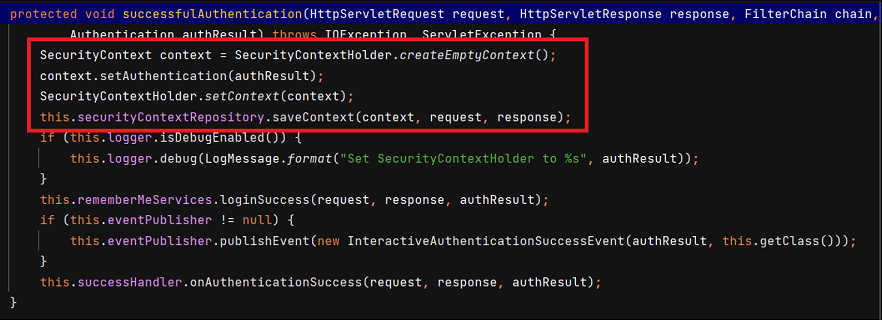 protected void successfulAuthentication(HttpServletRequest request, HttpServletResponse response, FilterChain chain,
Authentication authResult) throws IOException, ServletException {
SecurityContext context = SecurityContextHolder.createEmptyContext();
context.setAuthentication(authResult);
SecurityContextHolder.setContext(context);
this.securityContextRepository.saveContext(context, request, response);
if (this.logger.isDebugEnabled()) {
this.logger.debug(LogMessage.format("Set SecurityContextHolder to %s", authResult));
}
this.rememberMeServices.loginSuccess(request, response, authResult);
if (this.eventPublisher != null) {
this.eventPublisher.publishEvent(new InteractiveAuthenticationSuccessEvent(authResult, this.getClass()));
}
this.successHandler.onAuthenticationSuccess(request, response, authResult);
}